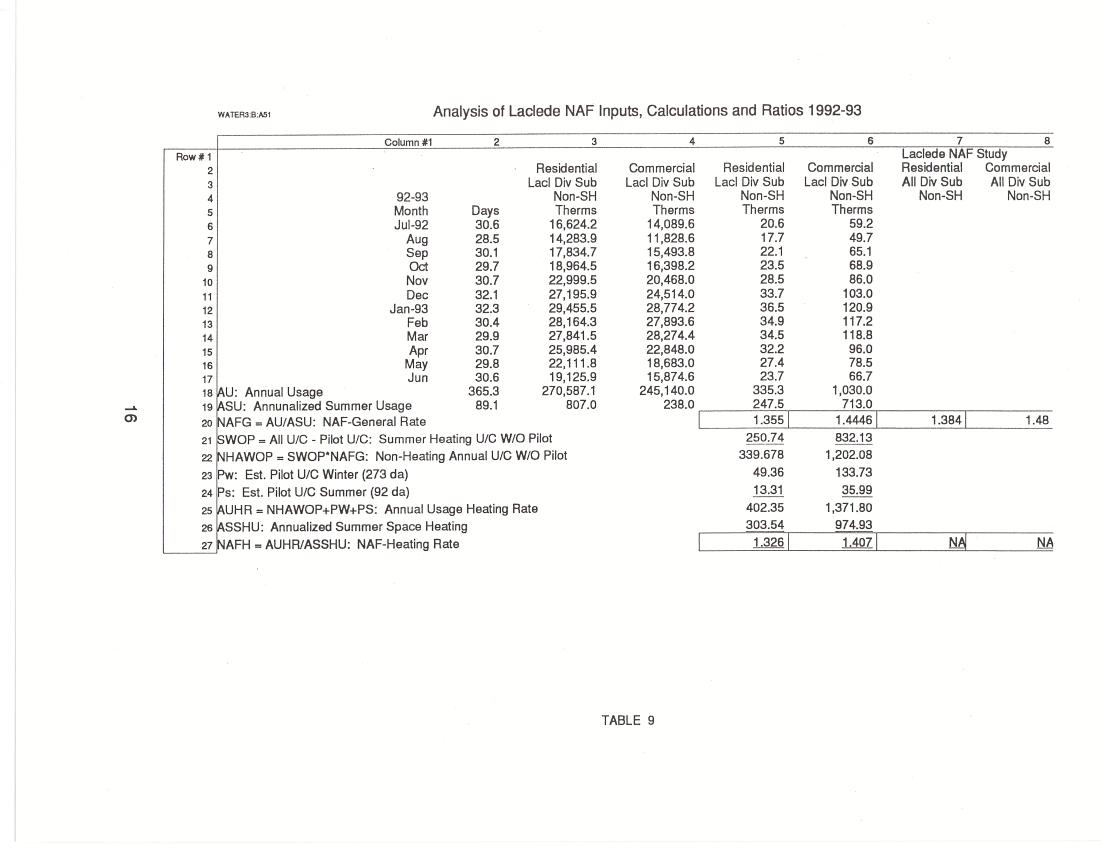 WATER3:B:A51
Analysis of Laclede NAF Inputs, Calculations and Ratios 1992-93
Column #1 2 3 4 5 6 7 8
Row # 1 Laclede NAF Study
2 Residential Commercial Residential Commercial Residential Commercial
3 Lacl Div Sub Lacl Div Sub Lacl Div Sub Lacl Div Sub All Div Sub All Div Sub
4 92-93 Non-SH Non-SH Non-SH Non-SH Non-SH Non-SH
5 Month Days Therms Therms Therms Therms
6 Jul-92 30.6 16,624.2 14,089.6 20.6 59.2
7 Aug 28.5 14,283.9 11,828.6 17.7 49.7
8 Sep 30.1 17,834.7 15,493.8 22.1 65.1
9 Oct 29.7 18,964.5 16,398.2 23.5 68.9
10 Nov 30.7 22,999.5 20,468.0 28.5 86.0
11 Dec 32.1 27,195.9 24,514.0 33.7 103.0
12 Jan-93 32.3 29,455.5 28,774.2 36.5 120.9
13 Feb 30.4 28,164.3 27,893.6 34.9 117.2
14 Mar 29.9 27,841.5 28,274.4 34.5 118.8
15 Apr 30.7 25,985.4 22,848.0 32.2 96.0
16 May 29.8 22,111.8 18,683.0 27.4 78.5
17 Jun 30.6 19,125.9 15,874.6 23.7 66.7
18 AU: Annual Usage 365.3 270,587.1 245,140.0 335.3 1,030.0
19 ASU: Annunalized Summer Usage 89.1 807.0 238.0 247.5 713.0
20 NAFG = AU/ASU: NAF-General Rate 1.355 1.4446 1.384 1.48
21 SWOP = All U/C - Pilot U/C: Summer Heating U/C W/O Pilot 250.74 832.13
22 NHAWOP = SWOP*NAFG: Non-Heating Annual U/C W/O Pilot 339.678 1,202.08
23 Pw: Est. Pilot U/C Winter (273 da) 49.36 133.73
24 Ps: Est. Pilot U/C Summer (92 da) 13.31 35.99
25 AUHR = NHAWOP+PW+PS: Annual Usage Heating Rate 402.35 1,371.80
26 ASSHU: Annualized Summer Space Heating 303.54 974.93
27 NAFH = AUHR/ASSHU: NAF-Heating Rate 1.326 1.407 NA NA
16
TABLE 9